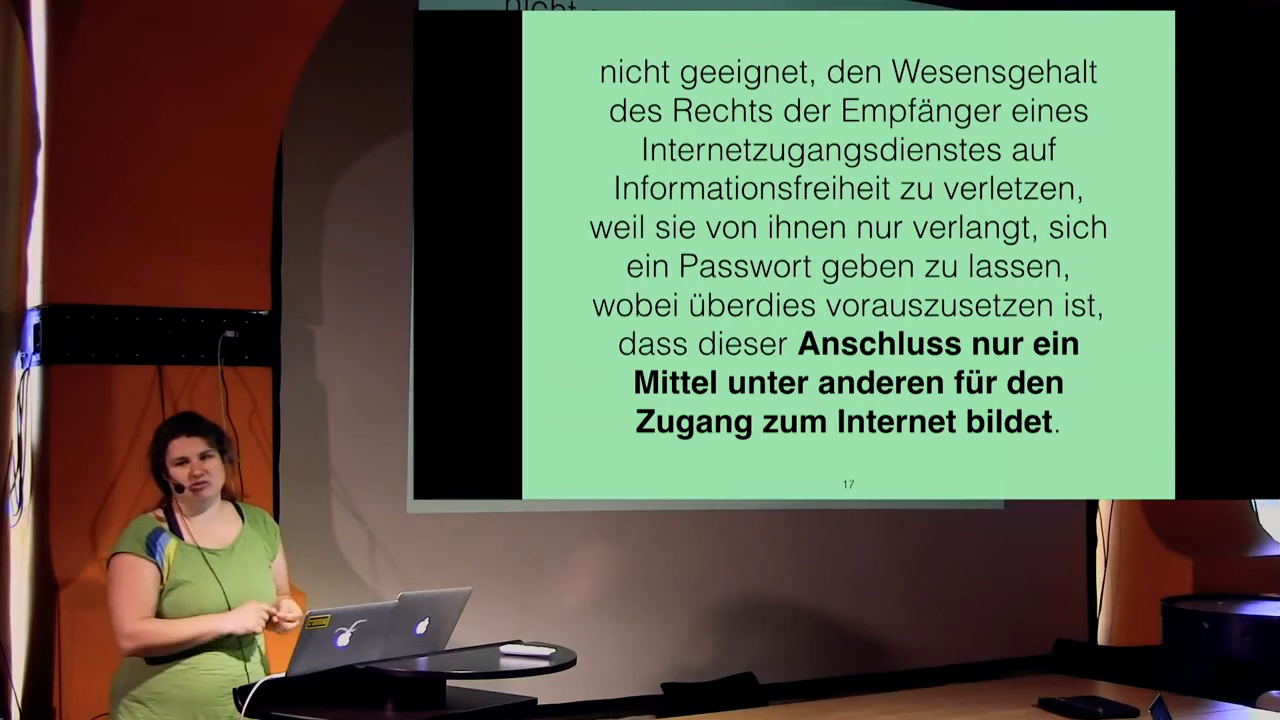 nicht
nicht geeignet, den Wesensgehalt
des Rechts der Empfänger eines
Internetzugangsdienstes auf
Informationsfreiheit zu verletzen,
weil sie von ihnen nur verlangt, sich
ein Passwort geben zu lassen,
wobei überdies vorauszusetzen ist,
dass dieser Anschluss nur ein
Mittel unter anderen für den
Zugang zum Internet bildet.
17